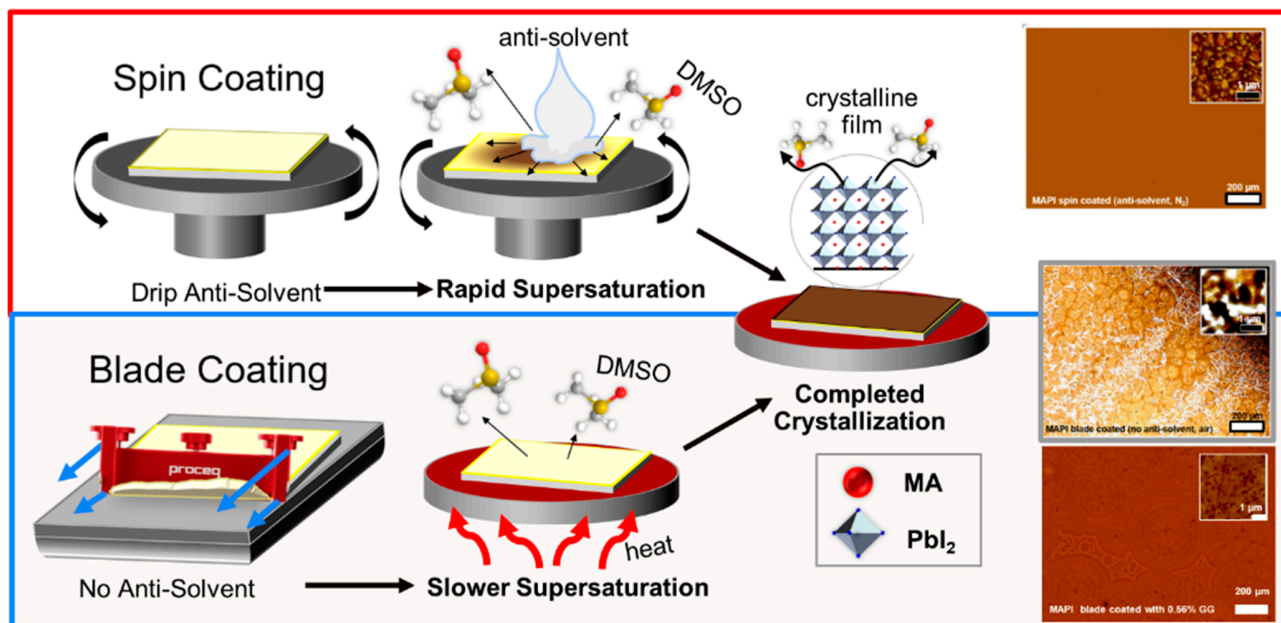 Spin Coating
anti-solvent
DMSO
Drip Anti-Solvent
Rapid Supersaturation
crystalline
film
Blade Coating
proceq
No Anti-Solvent
DMSO
heat
Slower Supersaturation
Completed
Crystallization
MA
PbI₂
1 µm
200 µm
MAPI spin coated (anti-solvent, N₂)
1 µm
200 µm
MAPI blade coated (no anti-solvent, air)
1 µm
200 µm
MAPI blade coated with 0.56% GG